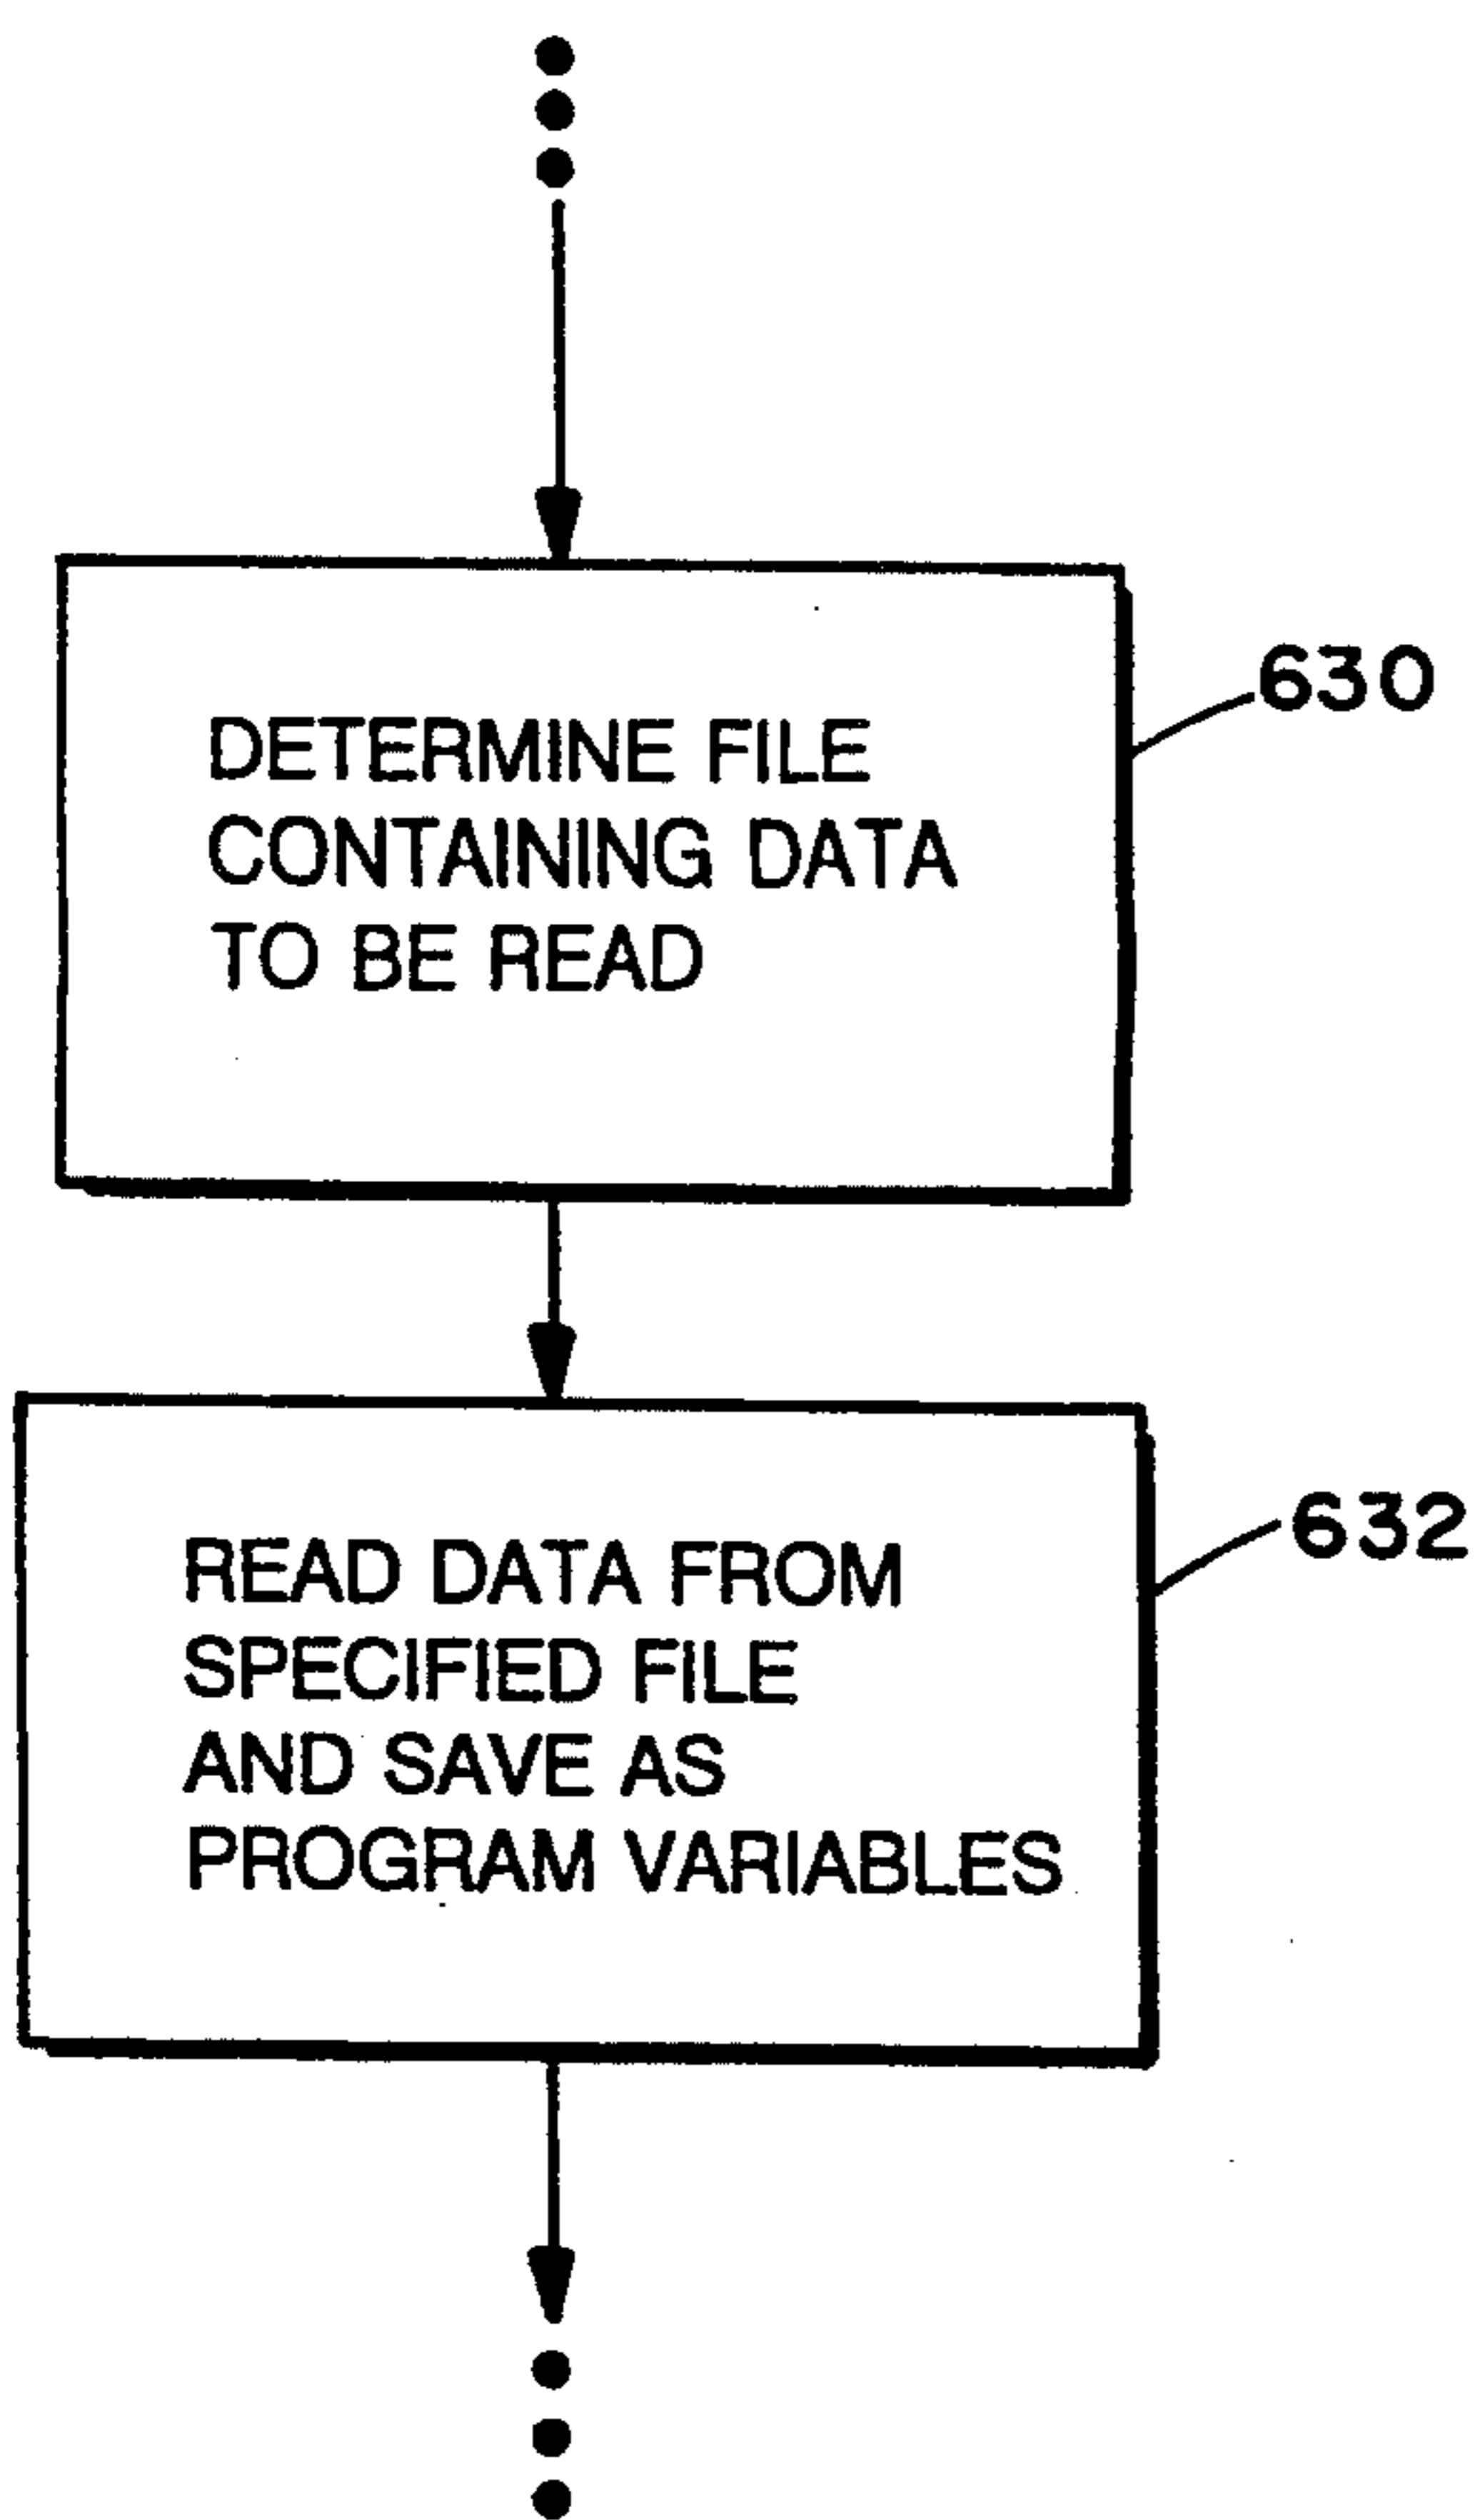 630
DETERMINE FILE
CONTAINING DATA
TO BE READ
632
READ DATA FROM
SPECIFIED FILE
AND SAVE AS
PROGRAM VARIABLES